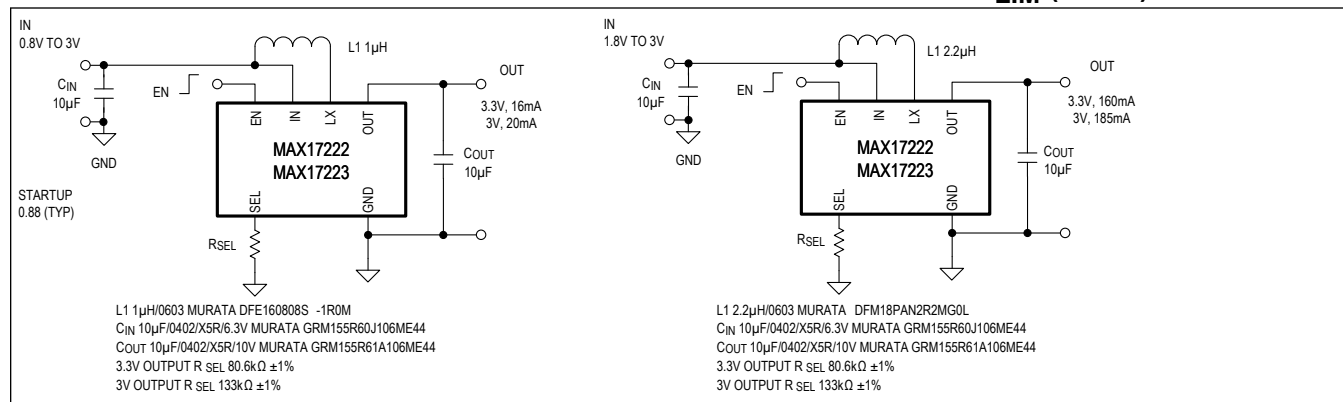 IN
0.8V TO 3V
L1 1µH
CIN
10µF
EN
OUT
3.3V, 16mA
3V, 20mA
EN
IN
LX
OUT
MAX17222
MAX17223
COUT
10µF
GND
STARTUP
0.88 (TYP)
SEL
GND
RSEL
L1 1µH/0603 MURATA DFE160808S -1R0M
CIN 10µF/0402/X5R/6.3V MURATA GRM155R60J106ME44
COUT 10µF/0402/X5R/10V MURATA GRM155R61A106ME44
3.3V OUTPUT R SEL 80.6kΩ ±1%
3V OUTPUT R SEL 133kΩ ±1%
IN
1.8V TO 3V
L1 2.2µH
CIN
10µF
EN
OUT
3.3V, 160mA
3V, 185mA
EN
IN
LX
OUT
MAX17222
MAX17223
COUT
10µF
GND
SEL
GND
RSEL
L1 2.2µH/0603 MURATA DFM18PAN2R2MG0L
CIN 10µF/0402/X5R/6.3V MURATA GRM155R60J106ME44
COUT 10µF/0402/X5R/10V MURATA GRM155R61A106ME44
3.3V OUTPUT R SEL 80.6kΩ ±1%
3V OUTPUT R SEL 133kΩ ±1%